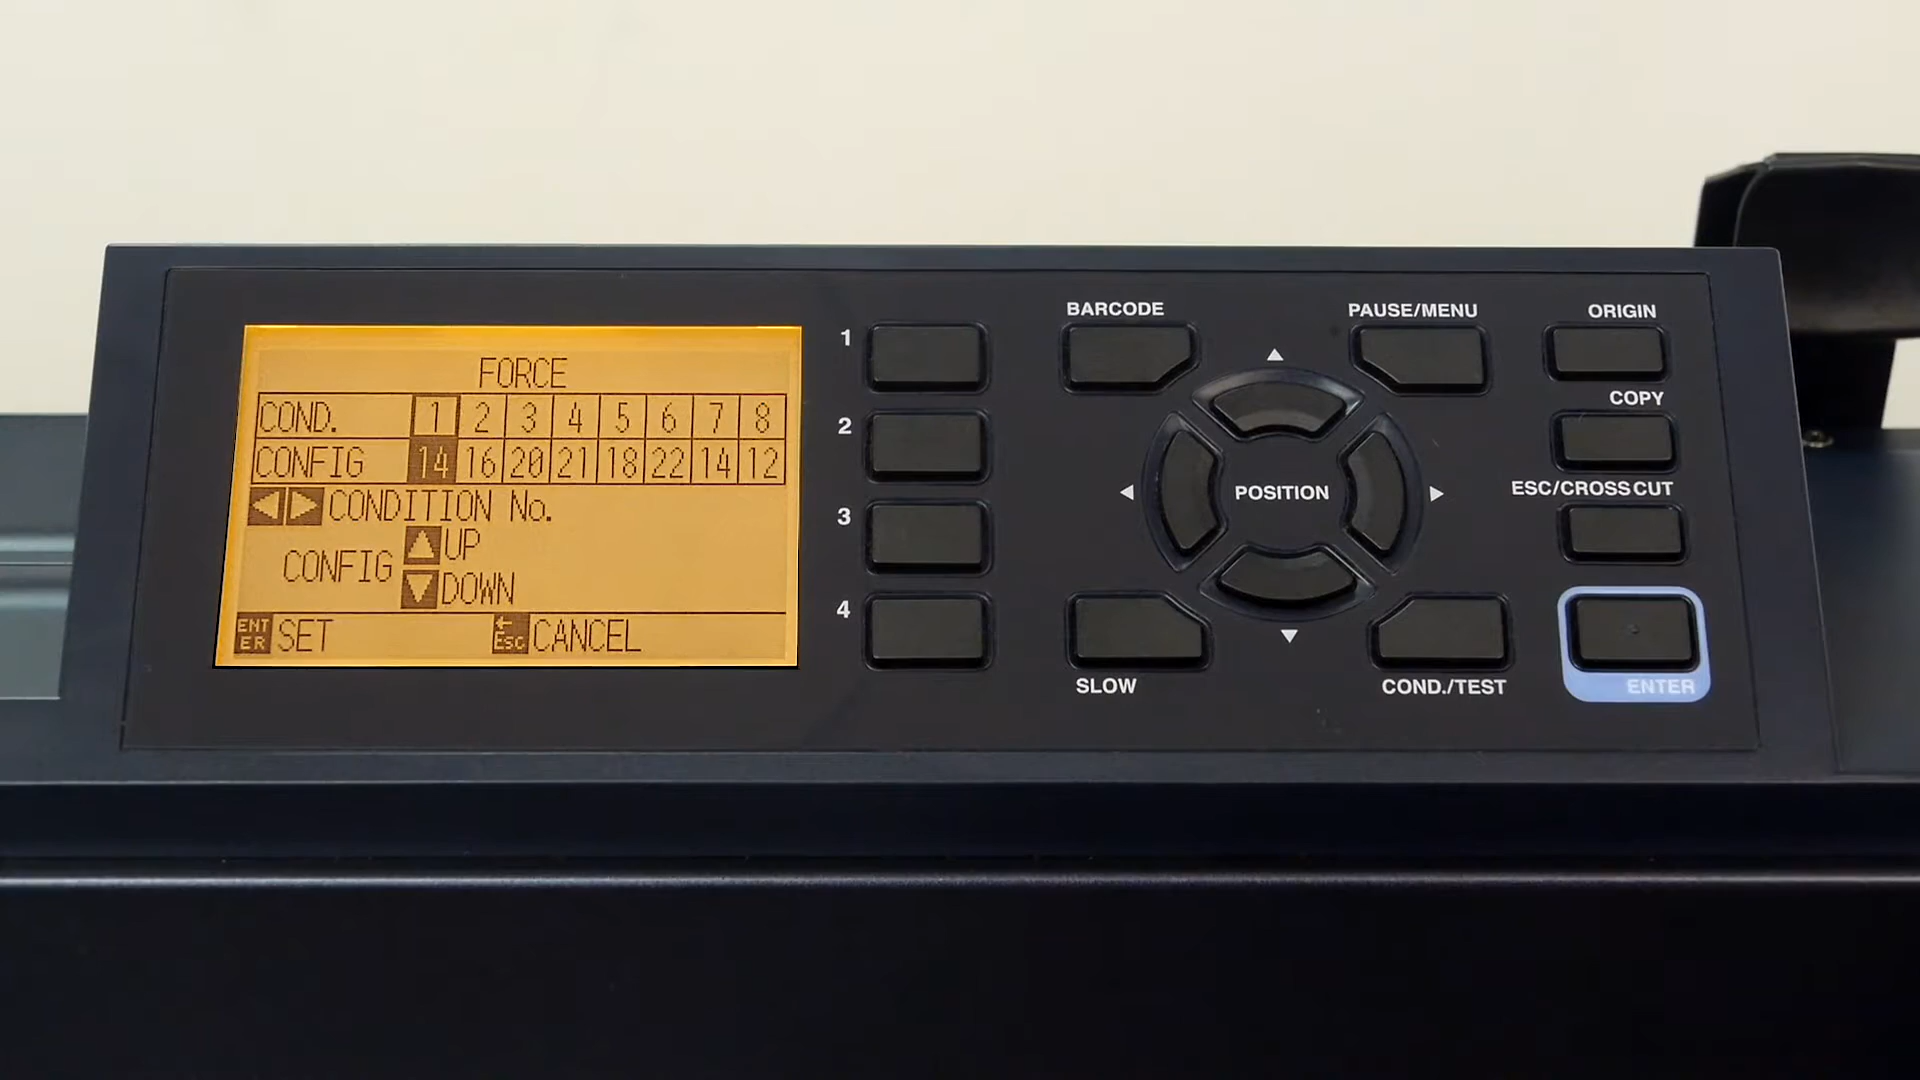 FORCE
COND. 1 2 3 4 5 6 7 8
CONFIG 14 16 20 21 18 22 14 12
◀▶CONDITION No.
CONFIG ▲UP
▼DOWN
ENTER SET ←ESC CANCEL
1
2
3
4
BARCODE
PAUSE/MENU
ORIGIN
COPY
ESC/CROSS CUT
▲
◀ POSITION ▶
▼
SLOW
COND./TEST
ENTER